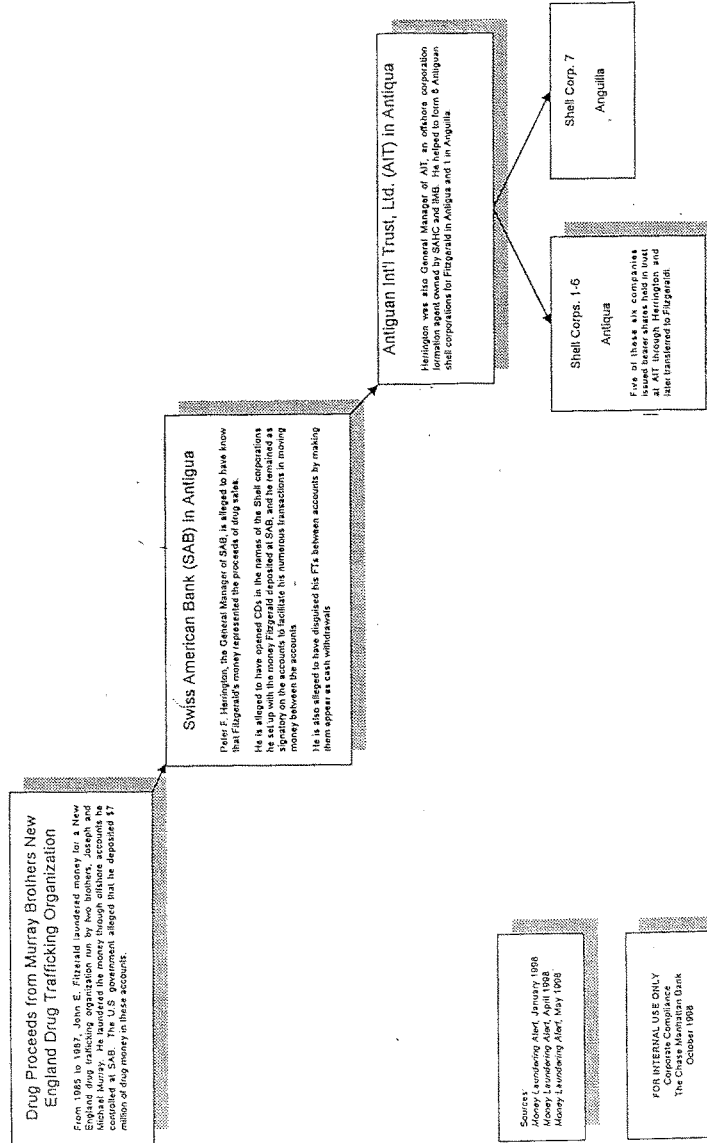 Drug Proceeds from Murray Brothers New
England Drug Trafficking Organization
From 1985 to 1987, John E. Fitzerald laundered money for a New
England drug trafficking organization run by two brothers, Joseph and
Michael Murray. He laundered the money through offshore accounts he
controlled at SAB. The U.S. government alleged that he deposited $7
million of drug money in these accounts.
Swiss American Bank (SAB) in Antigua
Peter F. Herrington, the General Manager of SAB, is alleged to have know
that Fitzgerald's money represented the proceeds of drug sales.
He is alleged to have opened CDs in the names of the Shell corporations
he set up with the money Fitzgerald deposited at SAB, and he remained as
signatory on the accounts to facilitate his numerous transactions in moving
money between the accounts
He is also alleged to have disguised his FTs between accounts by making
them appear as cash withdrawals
Antiguan Int'l Trust, Ltd. (AIT) in Antiqua
Herrington was also General Manager of AIT, an offshore corporation
formation agent owned by SAHC and IMB. He helped to form 6 Antiguan
shell corporations for Fitzgerald in Antigua and 1 in Anguilla.
Shell Corps. 1-6
Antiqua
Five of these six companies
issued bearer shares held in trust
at AIT through Herrington and
later transferred to Fitzgerald.
Shell Corp. 7
Anguilla
Sources:
Money Laundering Alert, January 1998
Money Laundering Alert, April 1998
Money Laundering Alert, May 1998
FOR INTERNAL USE ONLY
Corporate Compliance
The Chase Manhattan Bank
October 1998